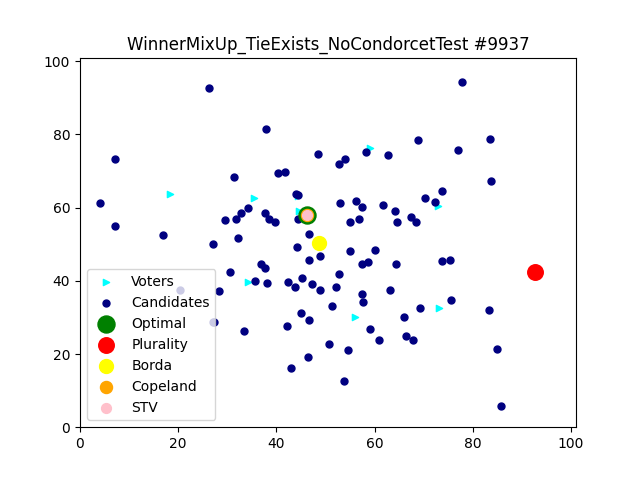 WinnerMixUp_TieExists_NoCondorcetTest #9937
100
80
60
40
20
0
Voters
Candidates
Optimal
Plurality
Borda
Copeland
STV
0 20 40 60 80 100